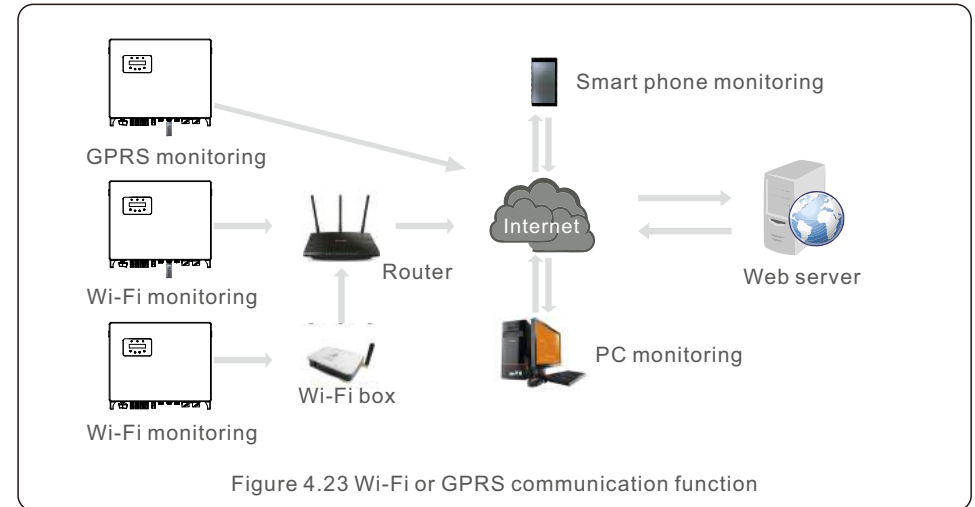 Smart phone monitoring
GPRS monitoring
Internet
Router
Web server
Wi-Fi monitoring
PC monitoring
Wi-Fi box
Wi-Fi monitoring
Figure 4.23 Wi-Fi or GPRS communication function